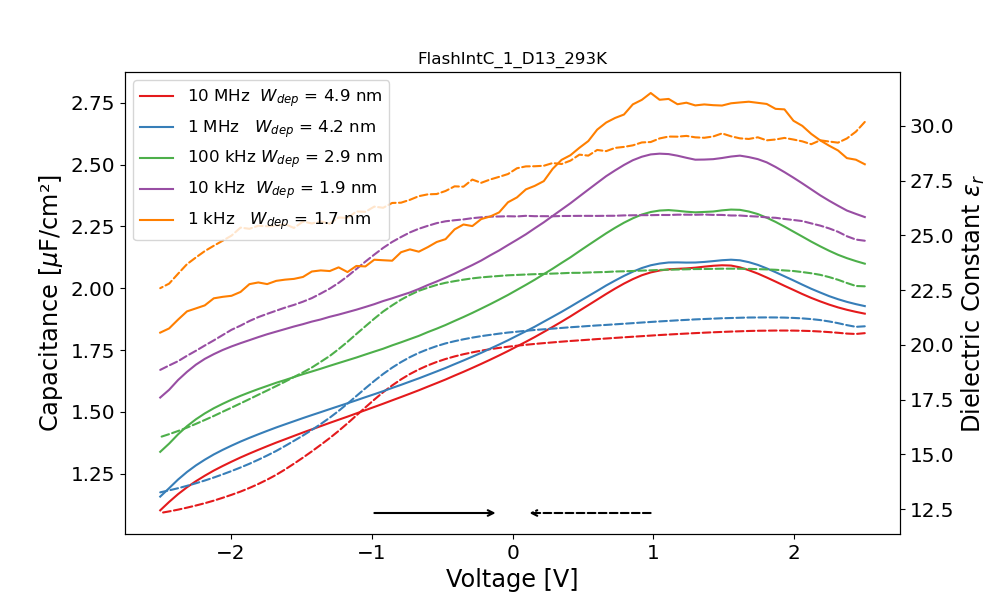 FlashIntC_1_D13_293K
10 MHz W_dep = 4.9 nm
1 MHz W_dep = 4.2 nm
100 kHz W_dep = 2.9 nm
10 kHz W_dep = 1.9 nm
1 kHz W_dep = 1.7 nm
Capacitance [μF/cm²]
2.75
2.50
2.25
2.00
1.75
1.50
1.25
30.0
27.5
25.0
22.5
20.0
17.5
15.0
12.5
Dielectric Constant ε_r
−2 −1 0 1 2
Voltage [V]